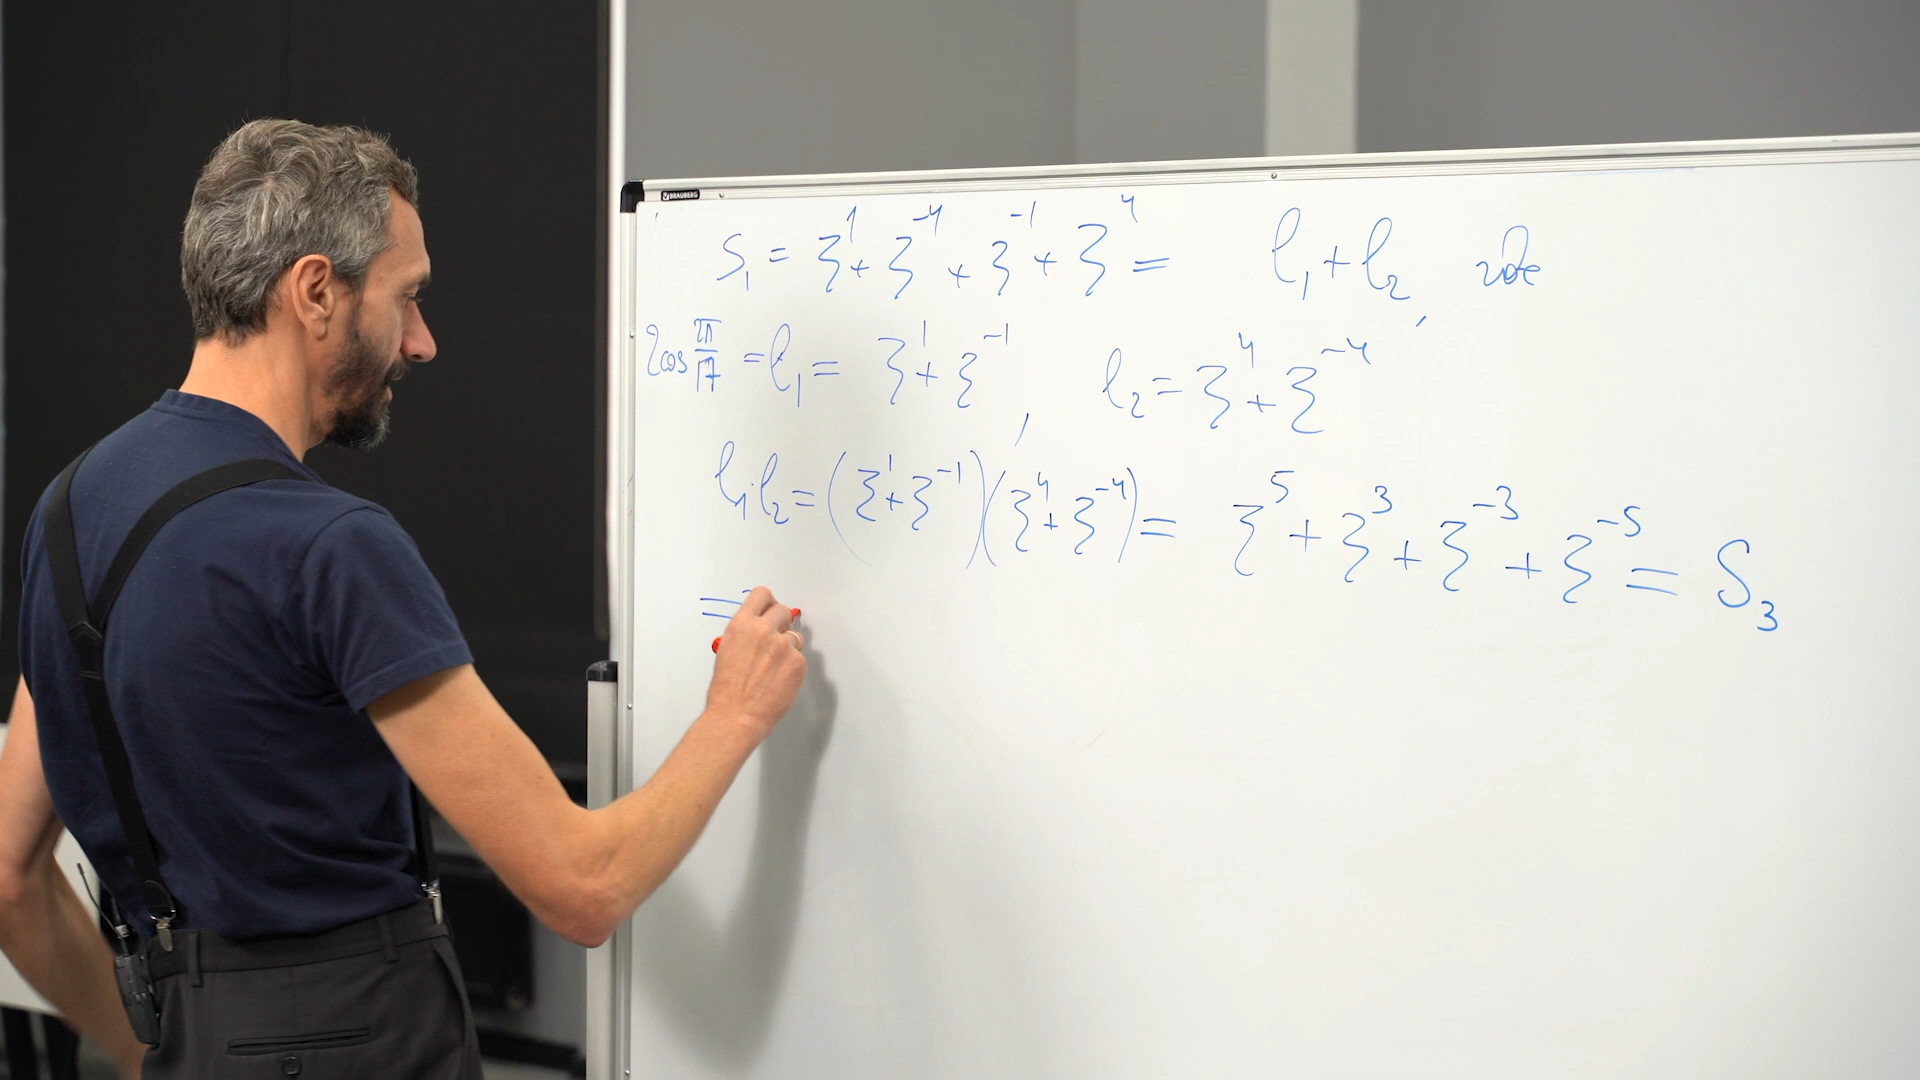 BRAUBERG
S₁ = ξ¹ + ξ⁻⁴ + ξ⁻¹ + ξ⁴ = l₁ + l₂, где
2cos 2π/17 = l₁ = ξ¹ + ξ⁻¹, l₂ = ξ⁴ + ξ⁻⁴
l₁·l₂ = (ξ¹ + ξ⁻¹)(ξ⁴ + ξ⁻⁴) = ξ⁵ + ξ³ + ξ⁻³ + ξ⁻⁵ = S₃
=